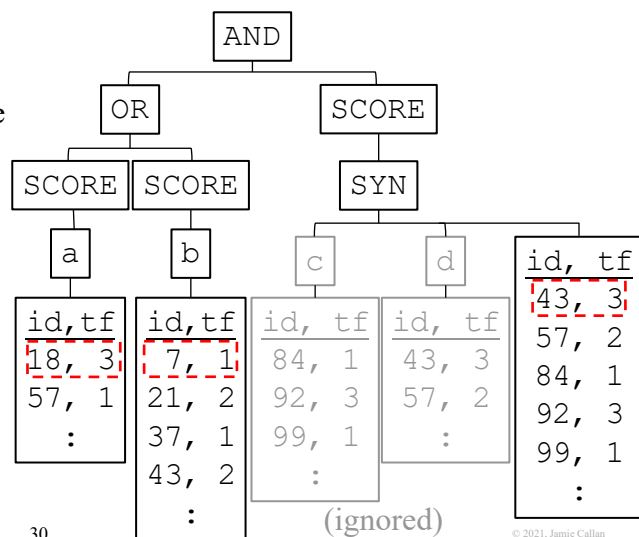 AND
e
OR
SCORE
SCORE
SCORE
SYN
a
b
c
d
id,tf
18, 3
57, 1
:
id,tf
7, 1
21, 2
37, 1
43, 2
:
id, tf
84, 1
92, 3
99, 1
:
id, tf
43, 3
57, 2
:
id, tf
43, 3
57, 2
84, 1
92, 3
99, 1
:
(ignored)
30
© 2021, Jamie Callan